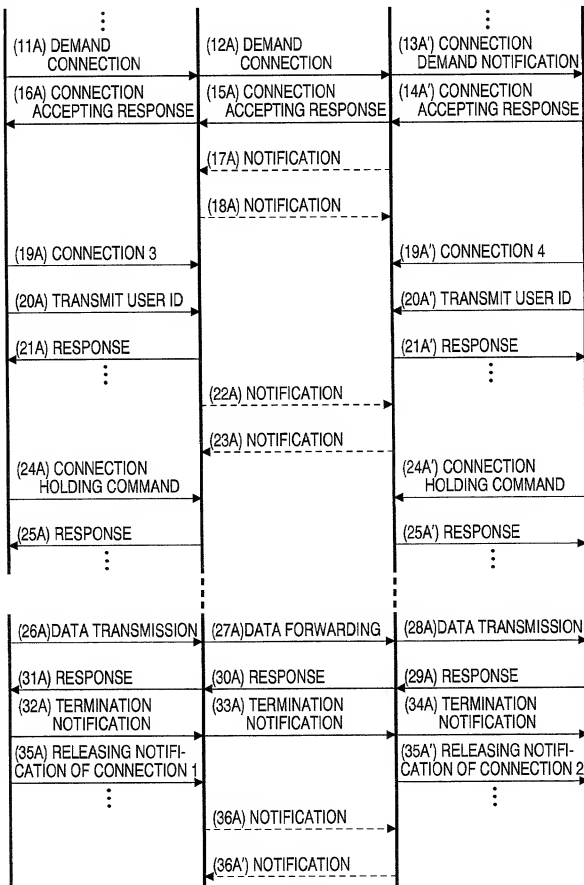 (11A) DEMAND
CONNECTION
(12A) DEMAND
CONNECTION
(13A') CONNECTION
DEMAND NOTIFICATION
(16A) CONNECTION
ACCEPTING RESPONSE
(15A) CONNECTION
ACCEPTING RESPONSE
(14A') CONNECTION
ACCEPTING RESPONSE
(17A) NOTIFICATION
(18A) NOTIFICATION
(19A) CONNECTION 3
(19A') CONNECTION 4
(20A) TRANSMIT USER ID
(20A') TRANSMIT USER ID
(21A) RESPONSE
(21A') RESPONSE
(22A) NOTIFICATION
(23A) NOTIFICATION
(24A) CONNECTION
HOLDING COMMAND
(24A') CONNECTION
HOLDING COMMAND
(25A) RESPONSE
(25A') RESPONSE
(26A)DATA TRANSMISSION
(27A)DATA FORWARDING
(28A)DATA TRANSMISSION
(31A) RESPONSE
(30A) RESPONSE
(29A) RESPONSE
(32A) TERMINATION
NOTIFICATION
(33A) TERMINATION
NOTIFICATION
(34A) TERMINATION
NOTIFICATION
(35A) RELEASING NOTIFI-
CATION OF CONNECTION 1
(35A') RELEASING NOTIFI-
CATION OF CONNECTION 2
(36A) NOTIFICATION
(36A') NOTIFICATION